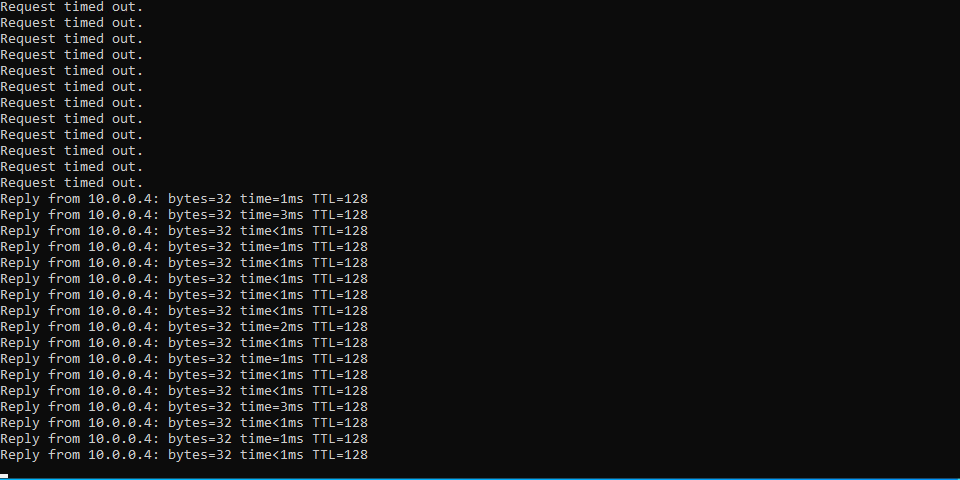 Request timed out.
Request timed out.
Request timed out.
Request timed out.
Request timed out.
Request timed out.
Request timed out.
Request timed out.
Request timed out.
Request timed out.
Request timed out.
Request timed out.
Reply from 10.0.0.4: bytes=32 time=1ms TTL=128
Reply from 10.0.0.4: bytes=32 time=3ms TTL=128
Reply from 10.0.0.4: bytes=32 time<1ms TTL=128
Reply from 10.0.0.4: bytes=32 time=1ms TTL=128
Reply from 10.0.0.4: bytes=32 time<1ms TTL=128
Reply from 10.0.0.4: bytes=32 time<1ms TTL=128
Reply from 10.0.0.4: bytes=32 time<1ms TTL=128
Reply from 10.0.0.4: bytes=32 time<1ms TTL=128
Reply from 10.0.0.4: bytes=32 time=2ms TTL=128
Reply from 10.0.0.4: bytes=32 time<1ms TTL=128
Reply from 10.0.0.4: bytes=32 time=1ms TTL=128
Reply from 10.0.0.4: bytes=32 time<1ms TTL=128
Reply from 10.0.0.4: bytes=32 time<1ms TTL=128
Reply from 10.0.0.4: bytes=32 time=3ms TTL=128
Reply from 10.0.0.4: bytes=32 time<1ms TTL=128
Reply from 10.0.0.4: bytes=32 time=1ms TTL=128
Reply from 10.0.0.4: bytes=32 time<1ms TTL=128